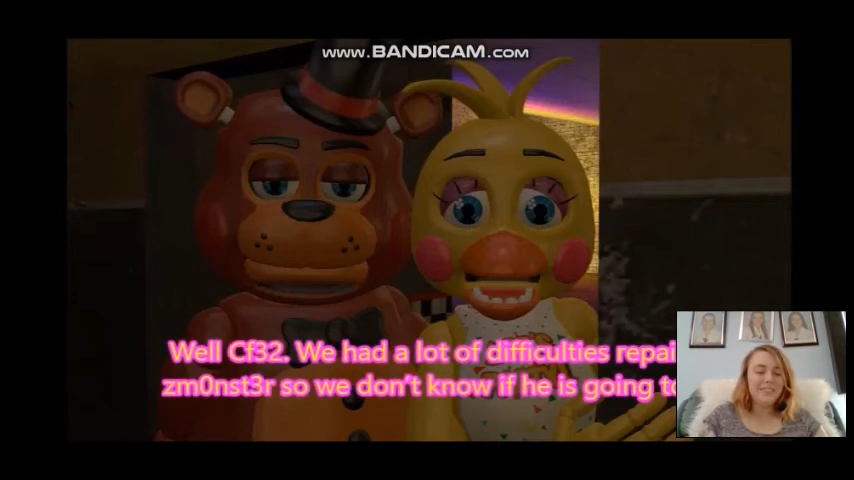 www.BANDICAM.com
Well Cf32. We had a lot of difficulties repai
zm0nst3r so we don't know if he is going to